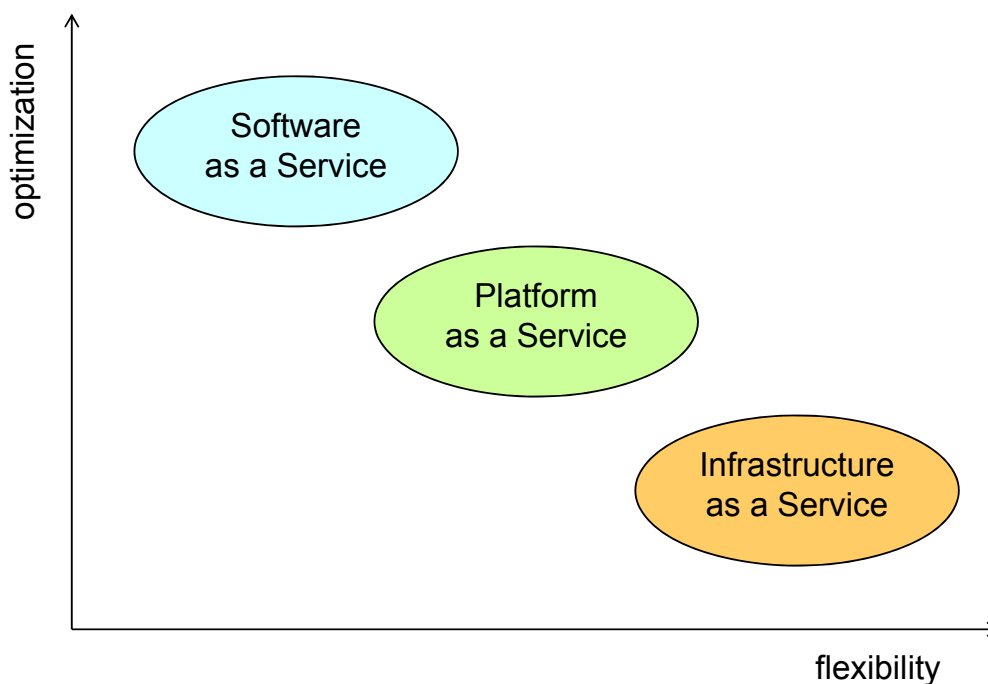 optimization
Software
as a Service
Platform
as a Service
Infrastructure
as a Service
flexibility